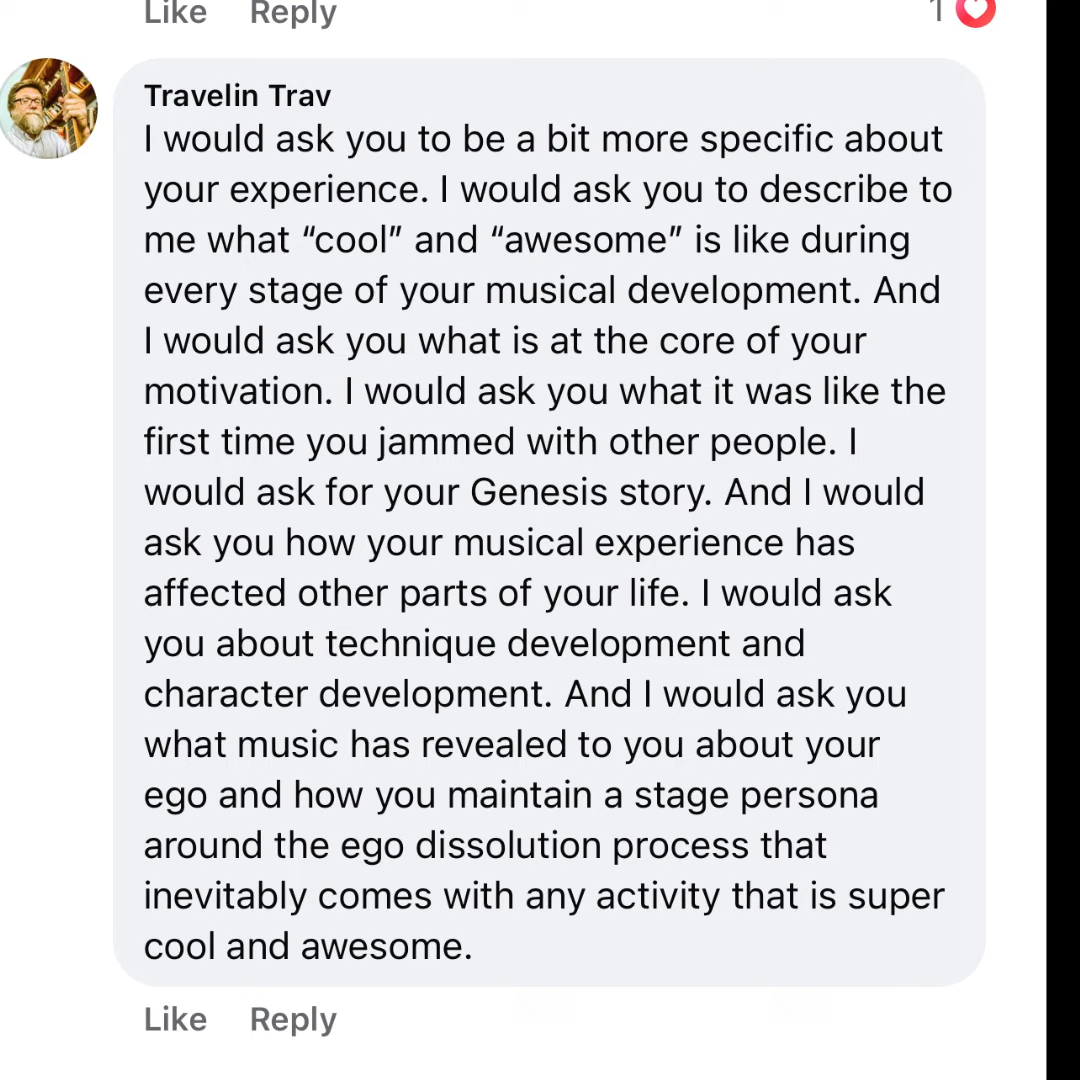 Like Reply 1
Travelin Trav
I would ask you to be a bit more specific about
your experience. I would ask you to describe to
me what “cool” and “awesome” is like during
every stage of your musical development. And
I would ask you what is at the core of your
motivation. I would ask you what it was like the
first time you jammed with other people. I
would ask for your Genesis story. And I would
ask you how your musical experience has
affected other parts of your life. I would ask
you about technique development and
character development. And I would ask you
what music has revealed to you about your
ego and how you maintain a stage persona
around the ego dissolution process that
inevitably comes with any activity that is super
cool and awesome.
Like Reply